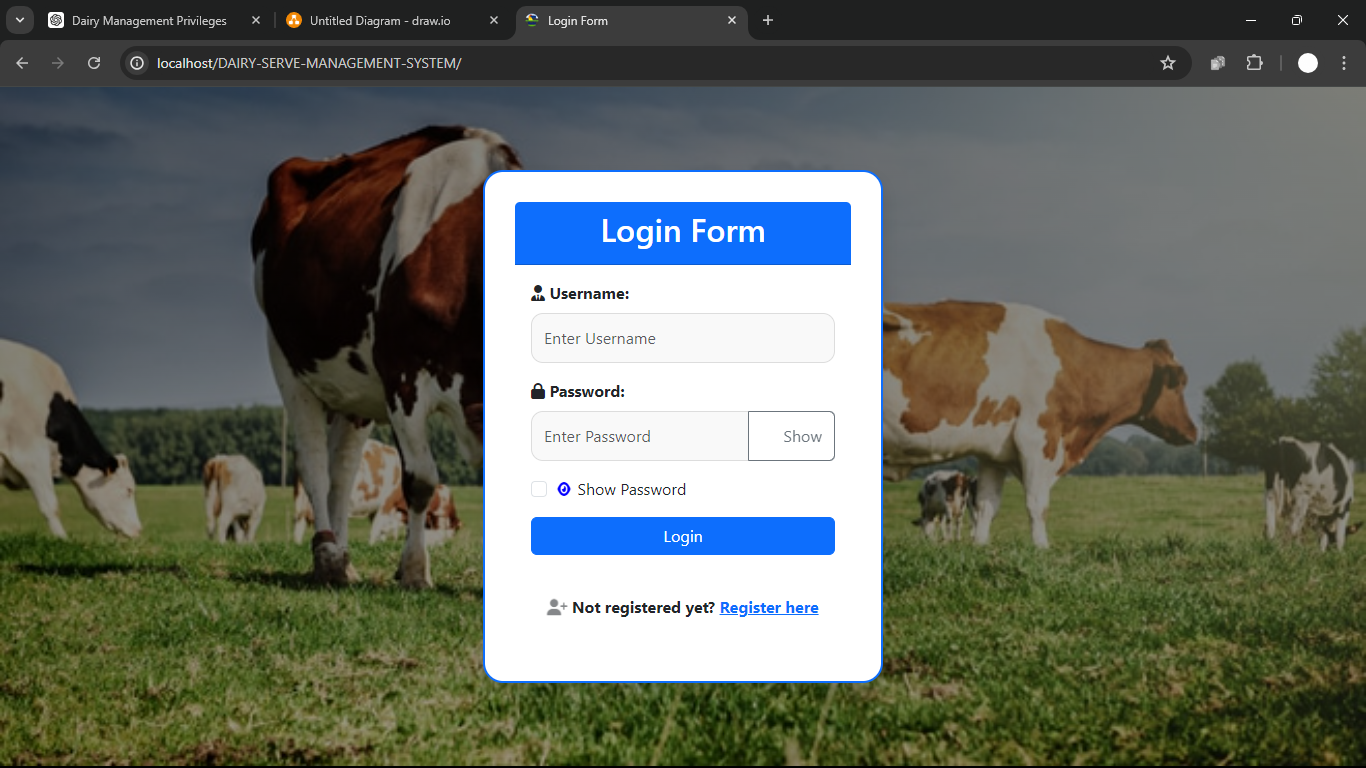 Dairy Management Privileges
Untitled Diagram - draw.io
Login Form
localhost/DAIRY-SERVE-MANAGEMENT-SYSTEM/
Login Form
Username:
Enter Username
Password:
Enter Password
Show
Show Password
Login
Not registered yet? Register here